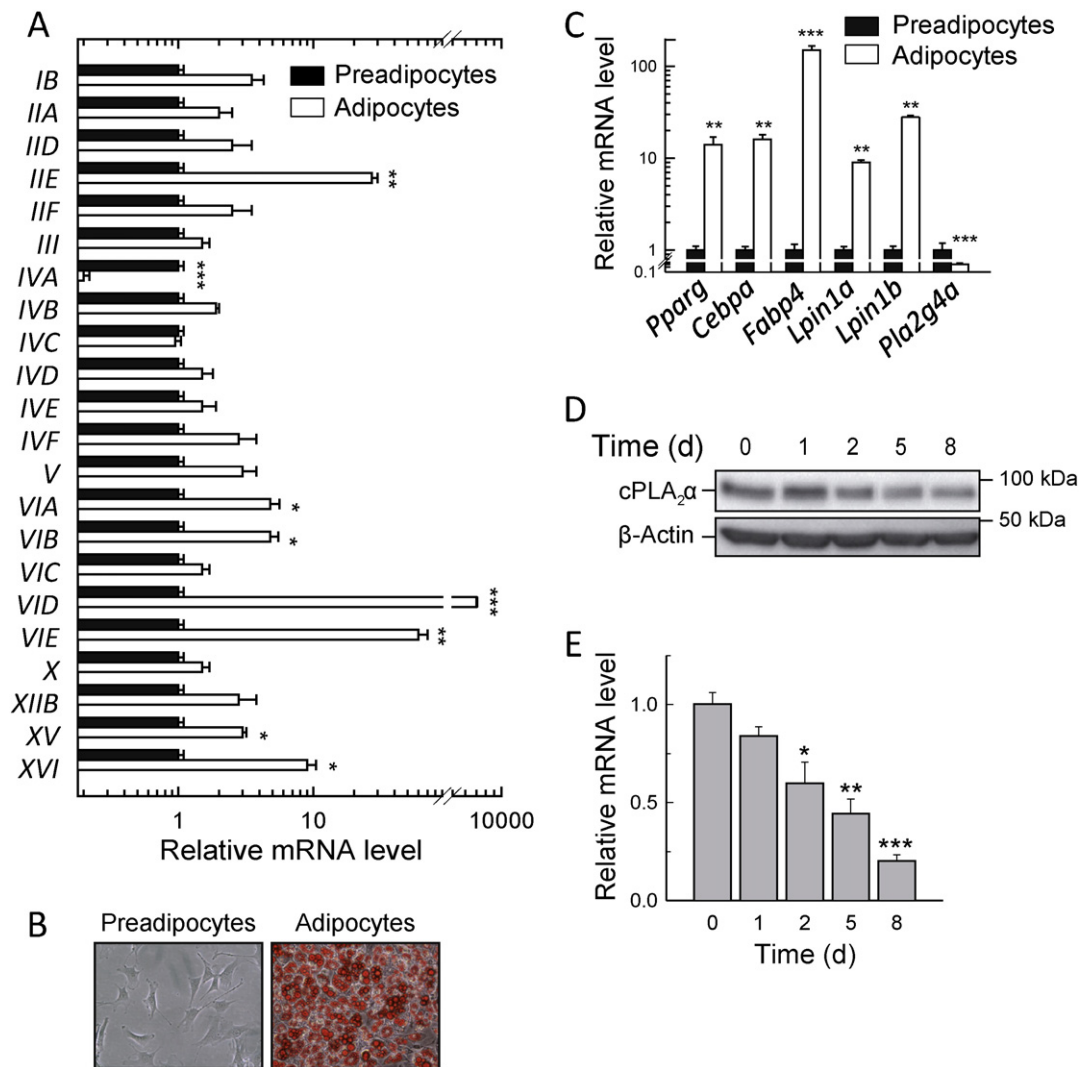 A
Preadipocytes
Adipocytes
IB
IIA
IID
IIE
**
IIF
III
IVA
***
IVB
IVC
IVD
IVE
IVF
V
VIA
*
VIB
*
VIC
VID
***
VIE
**
X
XIIB
XV
*
XVI
*
1 10 10000
Relative mRNA level
B
Preadipocytes Adipocytes
C
Preadipocytes
Adipocytes
Relative mRNA level
100
10
1
0.1
** ** *** ** ** ***
Pparg Cebpa Fabp4 Lpin1a Lpin1b Pla2g4a
D
Time (d) 0 1 2 5 8
cPLA₂α
100 kDa
50 kDa
β-Actin
E
Relative mRNA level
1.0
0.5
0.0
* ** ***
0 1 2 5 8
Time (d)